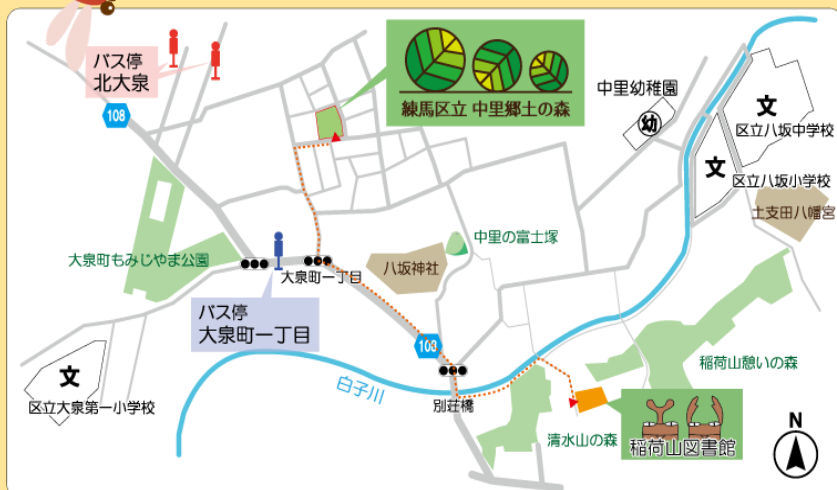 バス停
北大泉
108
練馬区立 中里郷土の森
中里幼稚園
幼
文
区立八坂中学校
文
区立八坂小学校
土支田八幡宮
大泉町もみじやま公園
中里の富士塚
八坂神社
大泉町一丁目
バス停
大泉町一丁目
108
文
区立大泉第一小学校
白子川
別荘橋
稲荷山憩いの森
清水山の森
稲荷山図書館
N